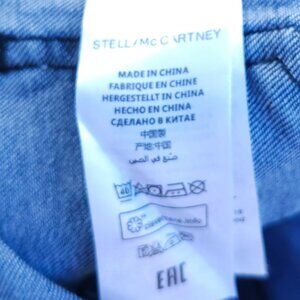 STELLA McCARTNEY
MADE IN CHINA
FABRIQUE EN CHINE
HERGESTELLT IN CHINA
HECHO EN CHINA
СДЕЛАНО В КИТАЕ
中国製
产地:中国
صنع في الصين
40
EAC